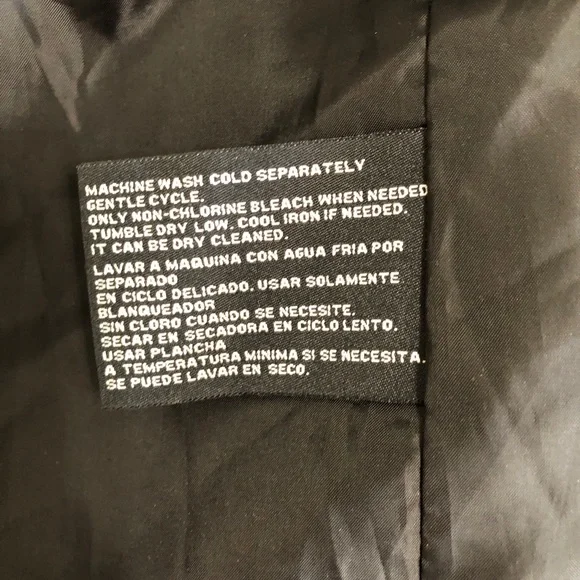 MACHINE WASH COLD SEPARATELY
GENTLE CYCLE.
ONLY NON-CHLORINE BLEACH WHEN NEEDED
TUMBLE DRY LOW. COOL IRON IF NEEDED.
IT CAN BE DRY CLEANED.
LAVAR A MAQUINA CON AGUA FRIA POR
SEPARADO
EN CICLO DELICADO. USAR SOLAMENTE
BLANQUEADOR
SIN CLORO CUANDO SE NECESITE.
SECAR EN SECADORA EN CICLO LENTO.
USAR PLANCHA
A TEMPERATURA MINIMA SI SE NECESITA.
SE PUEDE LAVAR EN SECO.